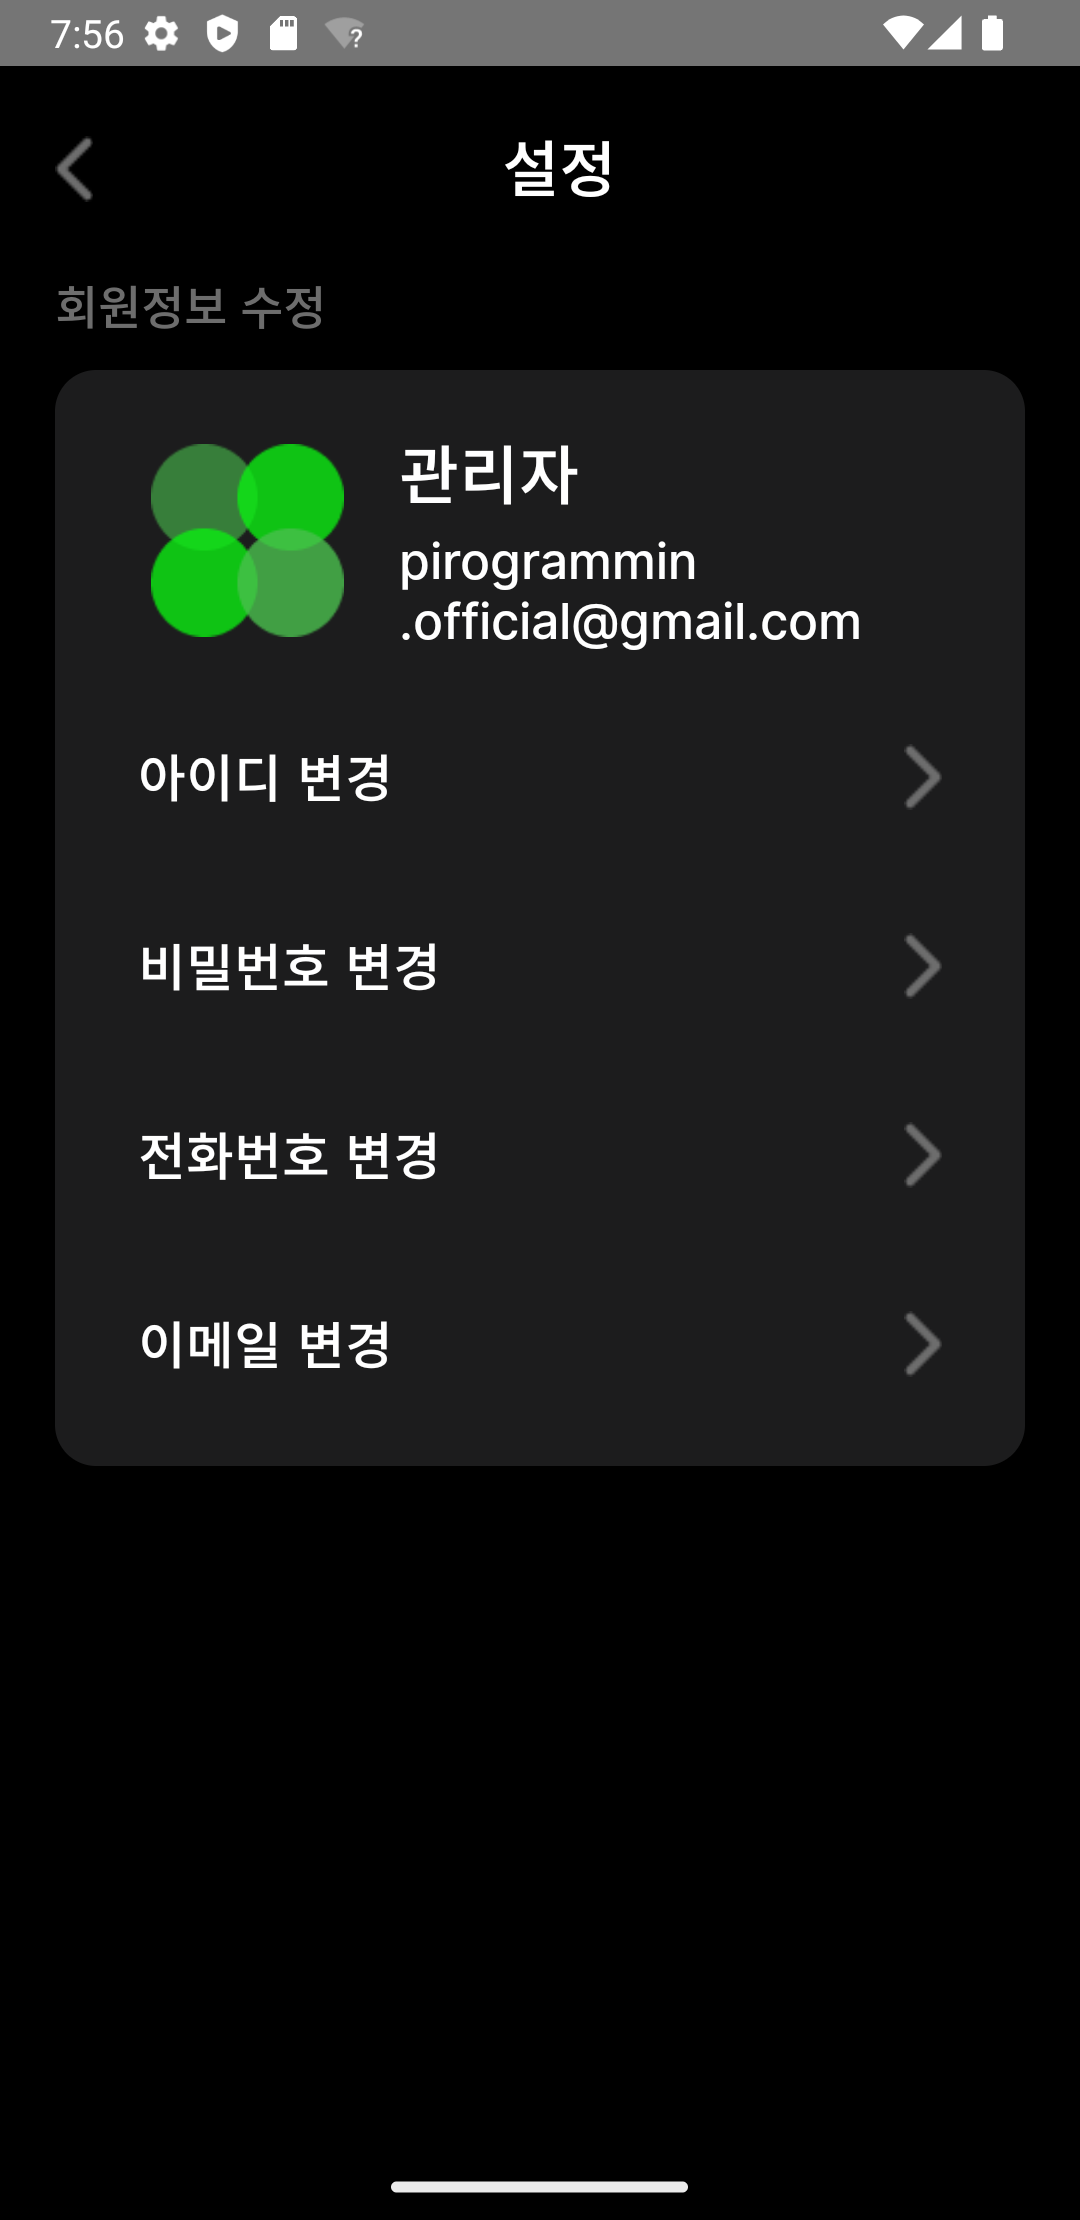 7:56
설정
회원정보 수정
관리자
pirogrammin
.official@gmail.com
아이디 변경
비밀번호 변경
전화번호 변경
이메일 변경